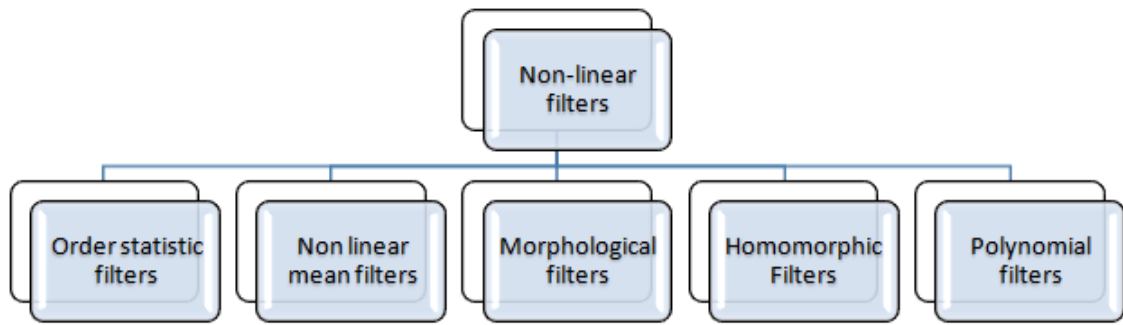 Non-linear
filters
Order statistic
filters
Non linear
mean filters
Morphological
filters
Homomorphic
Filters
Polynomial
filters